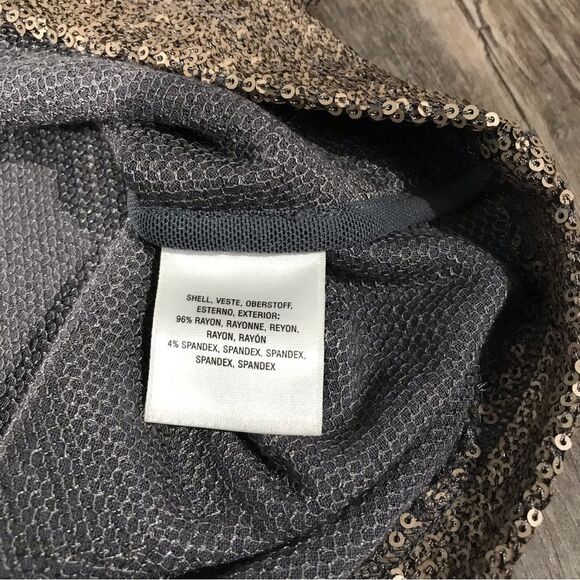 SHELL, VESTE, OBERSTOFF,
ESTERNO, EXTERIOR:
96% RAYON, RAYONNE, REYON,
RAYON, RAYÓN
4% SPANDEX, SPANDEX, SPANDEX,
SPANDEX, SPANDEX